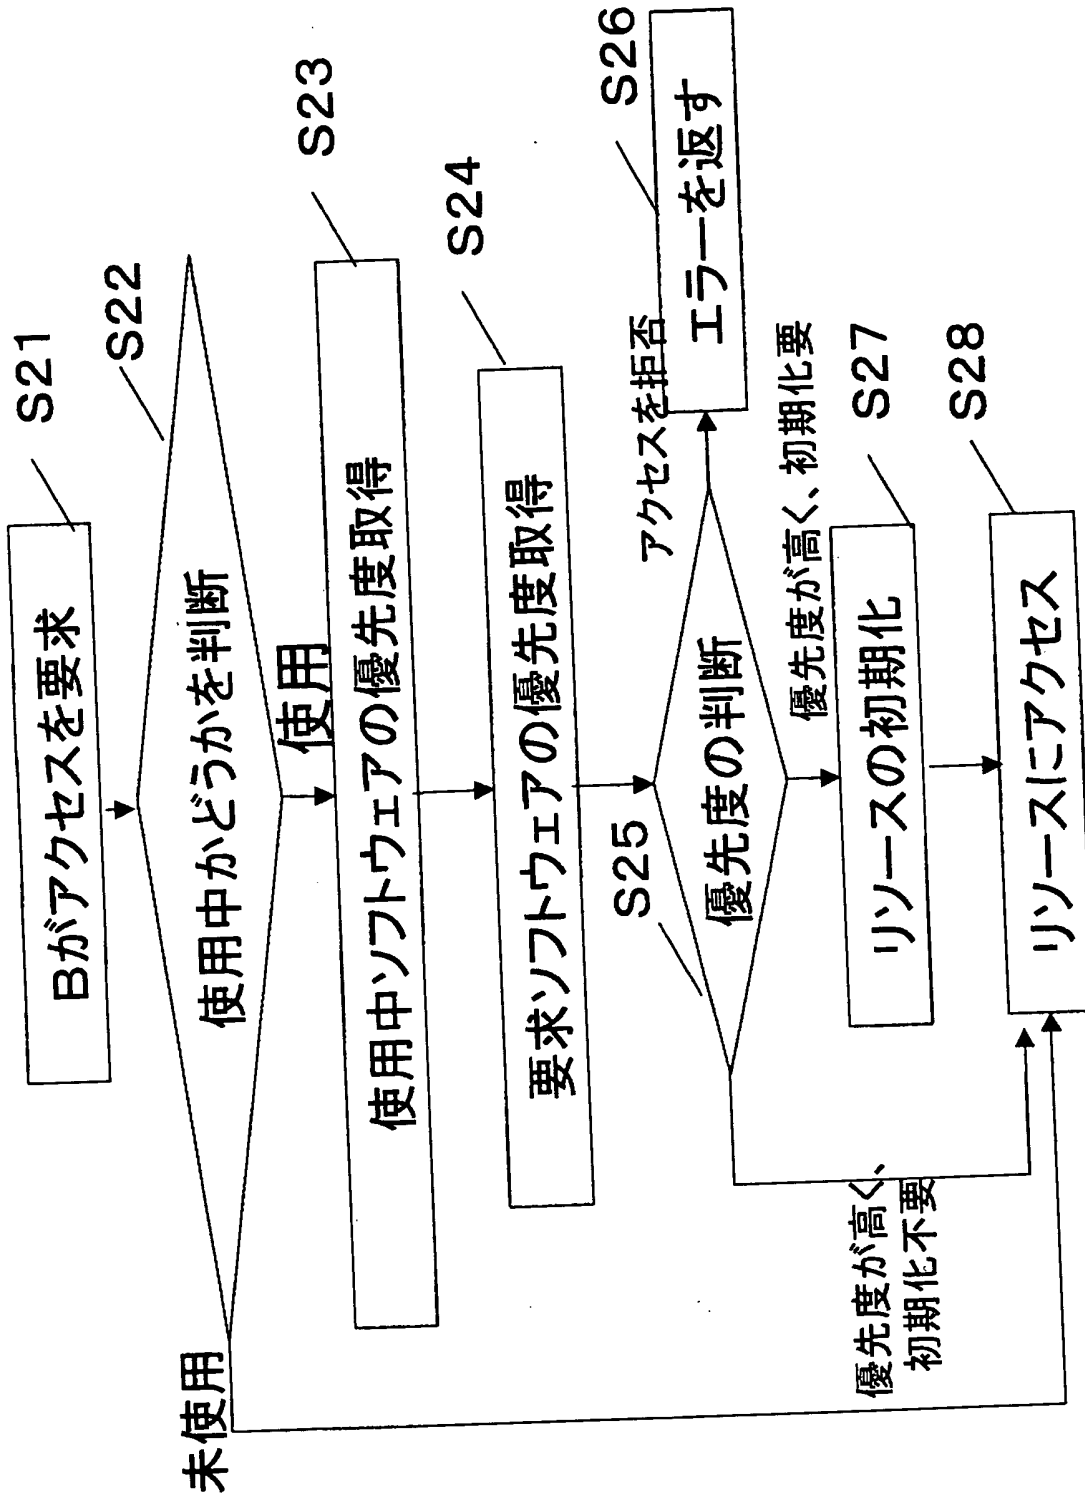 S21
Bがアクセスを要求
S22
使用中かどうかを判断
未使用
使用
S23
使用中ソフトウェアの優先度取得
S24
要求ソフトウェアの優先度取得
S25
優先度の判断
アクセスを拒否
S26
エラーを返す
優先度が高く、初期化要
優先度が高く、
初期化不要
S27
リソースの初期化
S28
リソースにアクセス